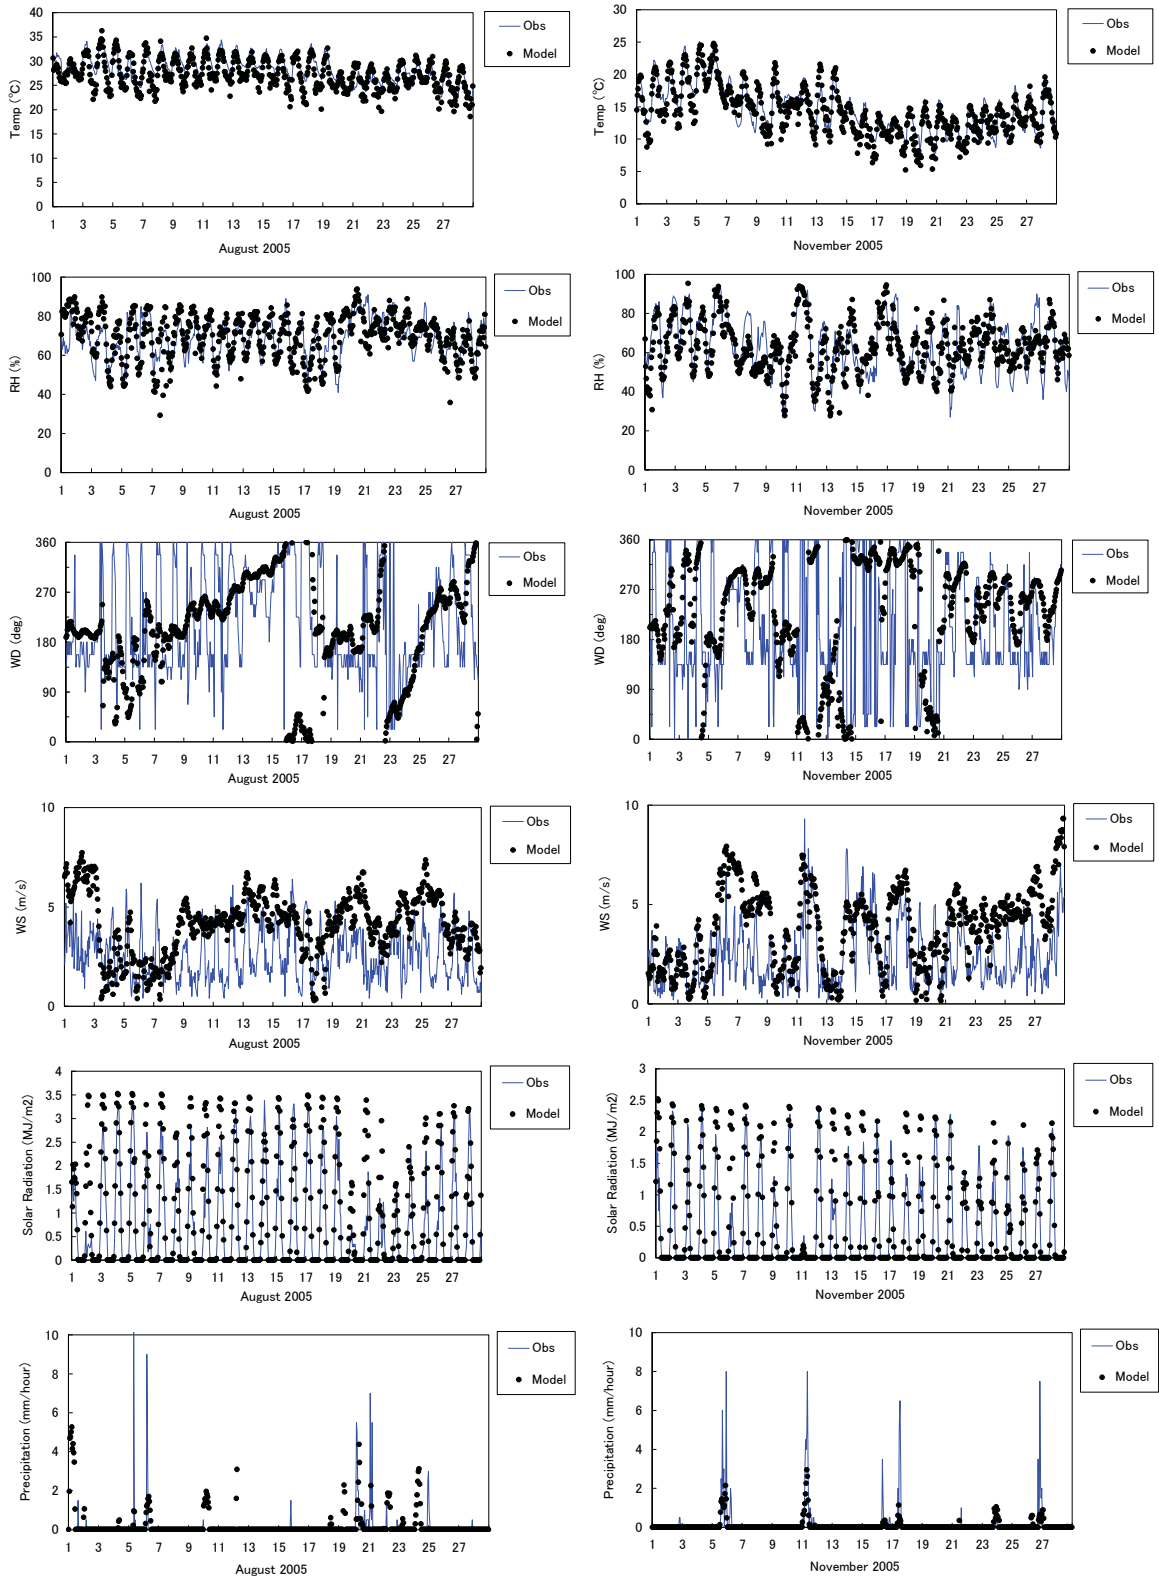 40
35
30
25
20
15
10
5
0
Temp (℃)
1 3 5 7 9 11 13 15 17 19 21 23 25 27
August 2005
Obs
Model
30
25
20
15
10
5
0
Temp (℃)
1 3 5 7 9 11 13 15 17 19 21 23 25 27
November 2005
Obs
Model
100
80
60
40
20
0
RH (%)
1 3 5 7 9 11 13 15 17 19 21 23 25 27
August 2005
Obs
Model
100
80
60
40
20
0
RH (%)
1 3 5 7 9 11 13 15 17 19 21 23 25 27
November 2005
Obs
Model
360
270
180
90
0
WD (deg)
1 3 5 7 9 11 13 15 17 19 21 23 25 27
August 2005
Obs
Model
360
270
180
90
0
WD (deg)
1 3 5 7 9 11 13 15 17 19 21 23 25 27
November 2005
Obs
Model
10
5
0
WS (m/s)
1 3 5 7 9 11 13 15 17 19 21 23 25 27
August 2005
Obs
Model
10
5
0
WS (m/s)
1 3 5 7 9 11 13 15 17 19 21 23 25 27
November 2005
Obs
Model
4
3.5
3
2.5
2
1.5
1
0.5
0
Solar Radiation (MJ/m2)
1 3 5 7 9 11 13 15 17 19 21 23 25 27
August 2005
Obs
Model
3
2.5
2
1.5
1
0.5
0
Solar Radiation (MJ/m2)
1 3 5 7 9 11 13 15 17 19 21 23 25 27
November 2005
Obs
Model
10
8
6
4
2
0
Precipitation (mm/hour)
1 3 5 7 9 11 13 15 17 19 21 23 25 27
August 2005
Obs
Model
10
8
6
4
2
0
Precipitation (mm/hour)
1 3 5 7 9 11 13 15 17 19 21 23 25 27
November 2005
Obs
Model